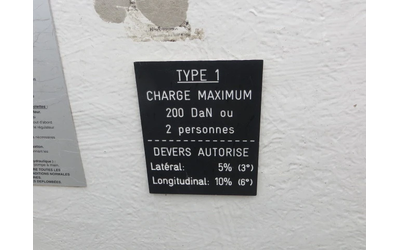 TYPE 1
CHARGE MAXIMUM
200 DaN ou
2 personnes
DEVERS AUTORISE
Latéral: 5% (3°)
Longitudinal: 10% (6°)